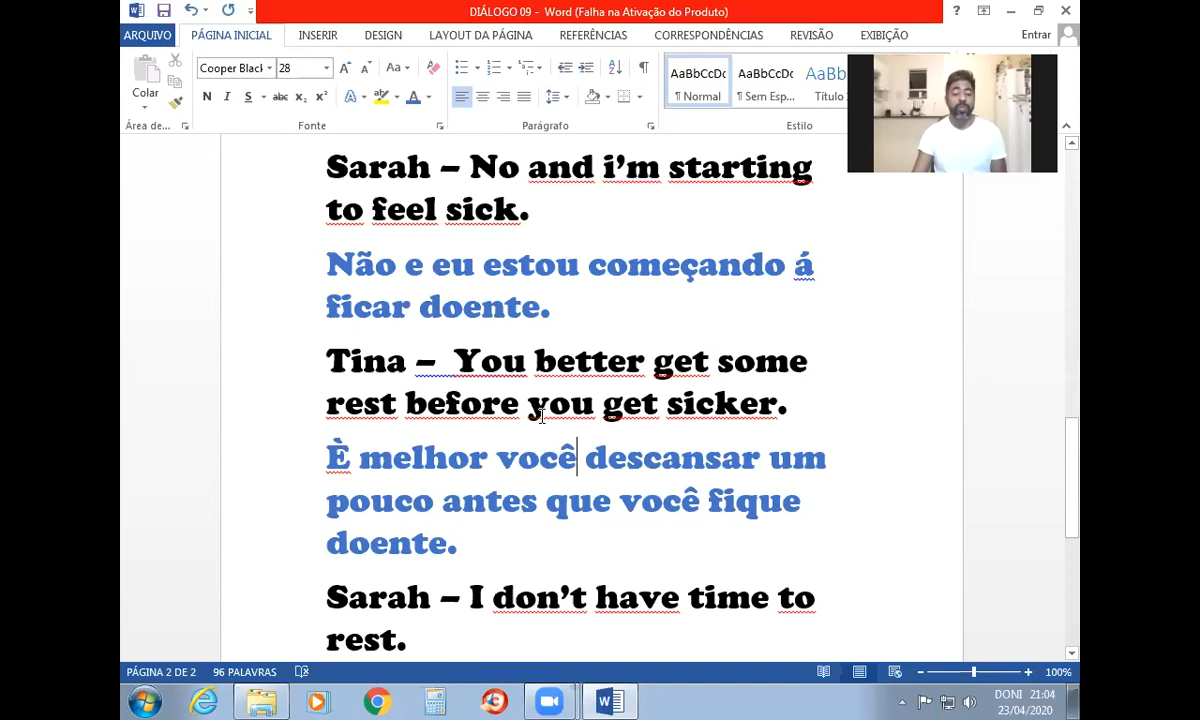 DIÁLOGO 09 - Word (Falha na Ativação do Produto)
ARQUIVO PÁGINA INICIAL INSERIR DESIGN LAYOUT DA PÁGINA REFERÊNCIAS CORRESPONDÊNCIAS REVISÃO EXIBIÇÃO Entrar
Cooper Black 28
Colar
AaBbCcDc AaBbCcDc AaBb
¶ Normal ¶ Sem Esp... Título
Área de... Fonte Parágrafo Estilo
Sarah – No and i’m starting
to feel sick.
Não e eu estou começando á
ficar doente.
Tina – You better get some
rest before you get sicker.
È melhor você descansar um
pouco antes que você fique
doente.
Sarah – I don’t have time to
rest.
PÁGINA 2 DE 2 96 PALAVRAS 100%
DONI 21:04
23/04/2020